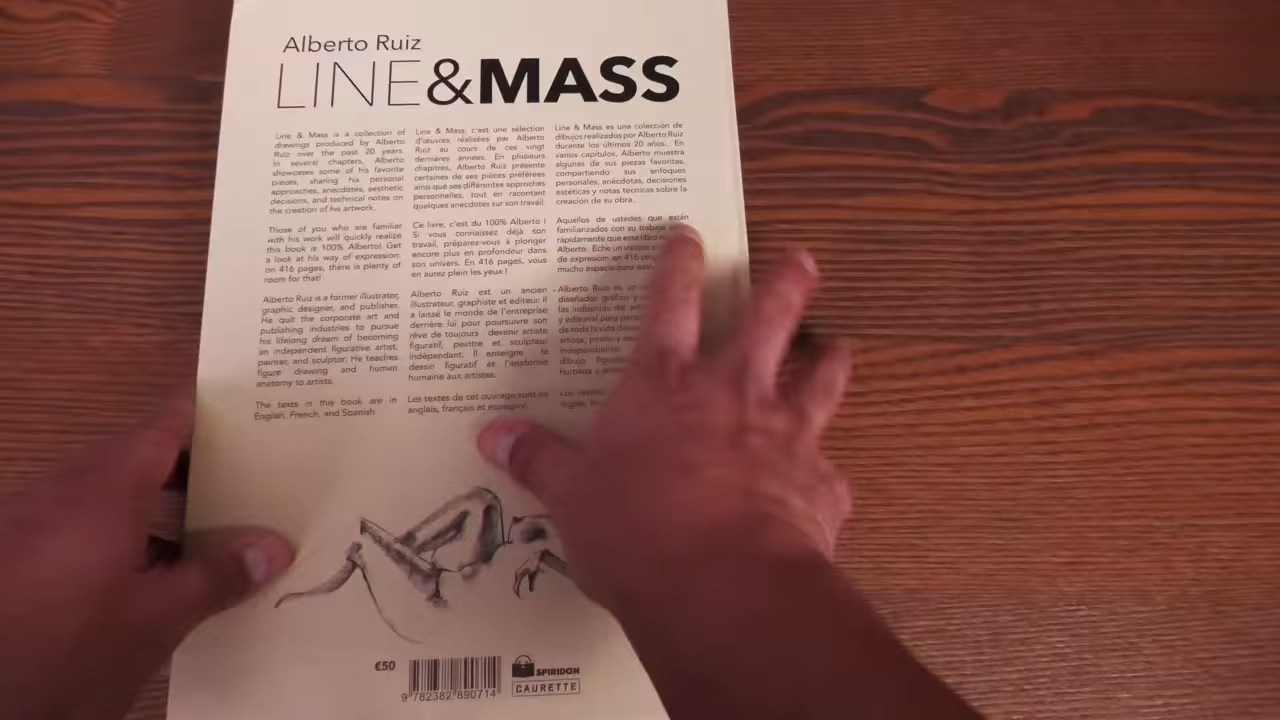 Alberto Ruiz
LINE&MASS
Line & Mass is a collection of
drawings produced by Alberto
Ruiz over the past 20 years.
In several chapters, Alberto
showcases some of his favorite
pieces, sharing his personal
approaches, anecdotes, aesthetic
decisions, and technical notes on
the creation of his artwork.
Those of you who are familiar
with his work will quickly realize
this book is 100% Alberto! Get
a look at his way of expression:
on 416 pages, there is plenty of
room for that!
Alberto Ruiz is a former illustrator,
graphic designer, and publisher.
He quit the corporate art and
publishing industries to pursue
his lifelong dream of becoming
an independent figurative artist,
painter, and sculptor. He teaches
figure drawing and human
anatomy to artists.
The texts in this book are in
English, French, and Spanish.
Line & Mass, c'est une sélection
d'œuvres réalisées par Alberto
Ruiz au cours de ces vingt
dernières années. En plusieurs
chapitres, Alberto Ruiz présente
certaines de ses pièces préférées
ainsi que ses différentes approches
personnelles, tout en racontant
quelques anecdotes sur son travail.
Ce livre, c'est du 100% Alberto !
Si vous connaissez déjà son
travail, préparez-vous à plonger
encore plus en profondeur dans
son univers. En 416 pages, vous
en aurez plein les yeux !
Alberto Ruiz est un ancien
illustrateur, graphiste et éditeur. Il
a laissé le monde de l'entreprise
derrière lui pour poursuivre son
rêve de toujours devenir artiste
figuratif, peintre et sculpteur
indépendant. Il enseigne le
dessin figuratif et l'anatomie
humaine aux artistes.
Les textes de cet ouvrage sont en
anglais, français et espagnol.
Line & Mass es una colección de
dibujos realizados por Alberto Ruiz
durante los últimos 20 años. En
varios capítulos, Alberto muestra
algunas de sus piezas favoritas,
compartiendo sus enfoques
personales, anécdotas, decisiones
estéticas y notas técnicas sobre la
creación de su obra.
Aquellos de ustedes que están
familiarizados con su trabajo
rápidamente que este libro
Alberto. Eche un vistazo
de expresión: en 416
mucho espacio para
Alberto Ruiz es un
diseñador gráfico y
las industrias del
y editorial para
de toda la vida
artista, pintor y
independiente
dibujo
humana a
€50
9 782382 890714
SPIRIDON
CAURETTE